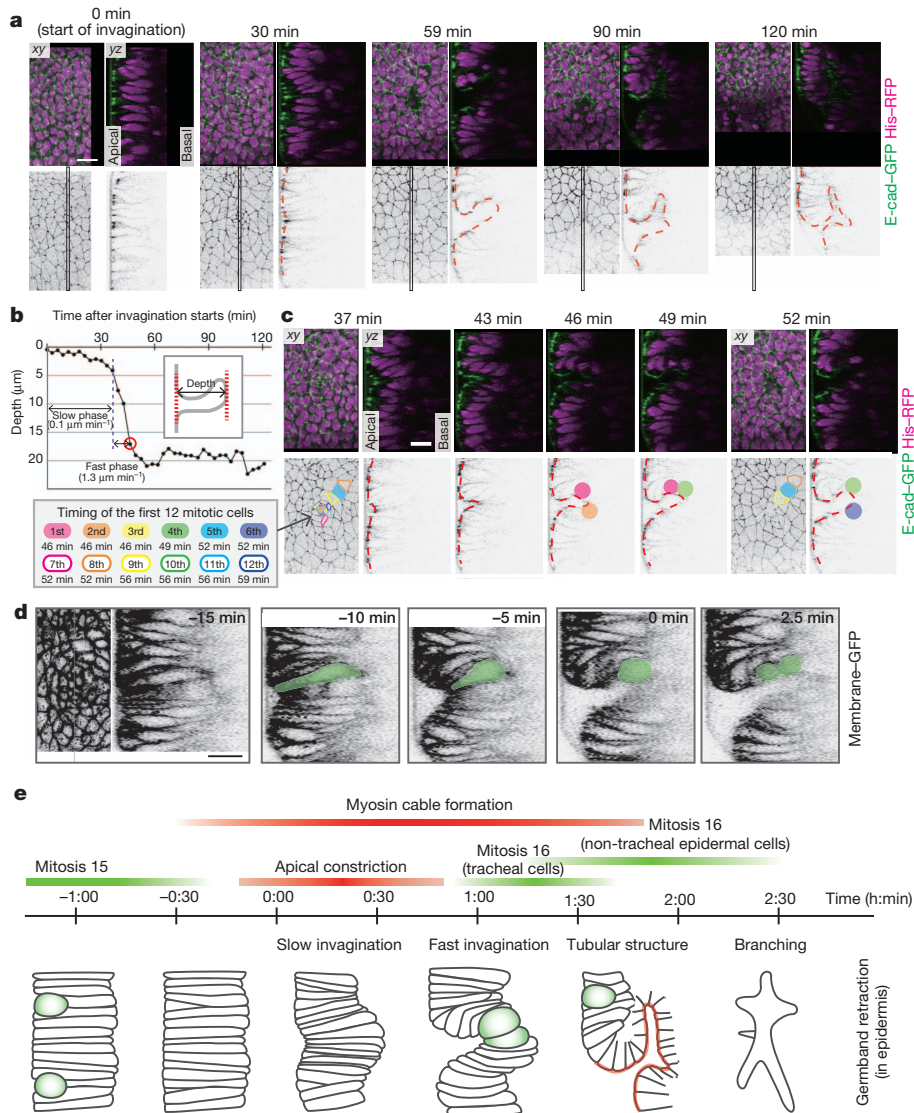 a
0 min
(start of invagination)
30 min
59 min
90 min
120 min
xy
yz
Apical
Basal
E-cad–GFP His–RFP
b
Time after invagination starts (min)
0 30 60 90 120
Depth (μm)
0
5
10
15
20
Depth
Slow phase
(0.1 μm min⁻¹)
Fast phase
(1.3 μm min⁻¹)
Timing of the first 12 mitotic cells
1st 2nd 3rd 4th 5th 6th
46 min 46 min 46 min 49 min 52 min 52 min
7th 8th 9th 10th 11th 12th
52 min 52 min 56 min 56 min 56 min 59 min
c
37 min
43 min
46 min
49 min
52 min
xy
yz
xy
Apical
Basal
E-cad–GFP His–RFP
d
–15 min
–10 min
–5 min
0 min
2.5 min
Membrane–GFP
e
Myosin cable formation
Mitosis 16
(non-tracheal epidermal cells)
Mitosis 15
Apical constriction
Mitosis 16
(tracheal cells)
–1:00 –0:30 0:00 0:30 1:00 1:30 2:00 2:30 Time (h:min)
Slow invagination
Fast invagination
Tubular structure
Branching
Germband retraction
(in epidermis)